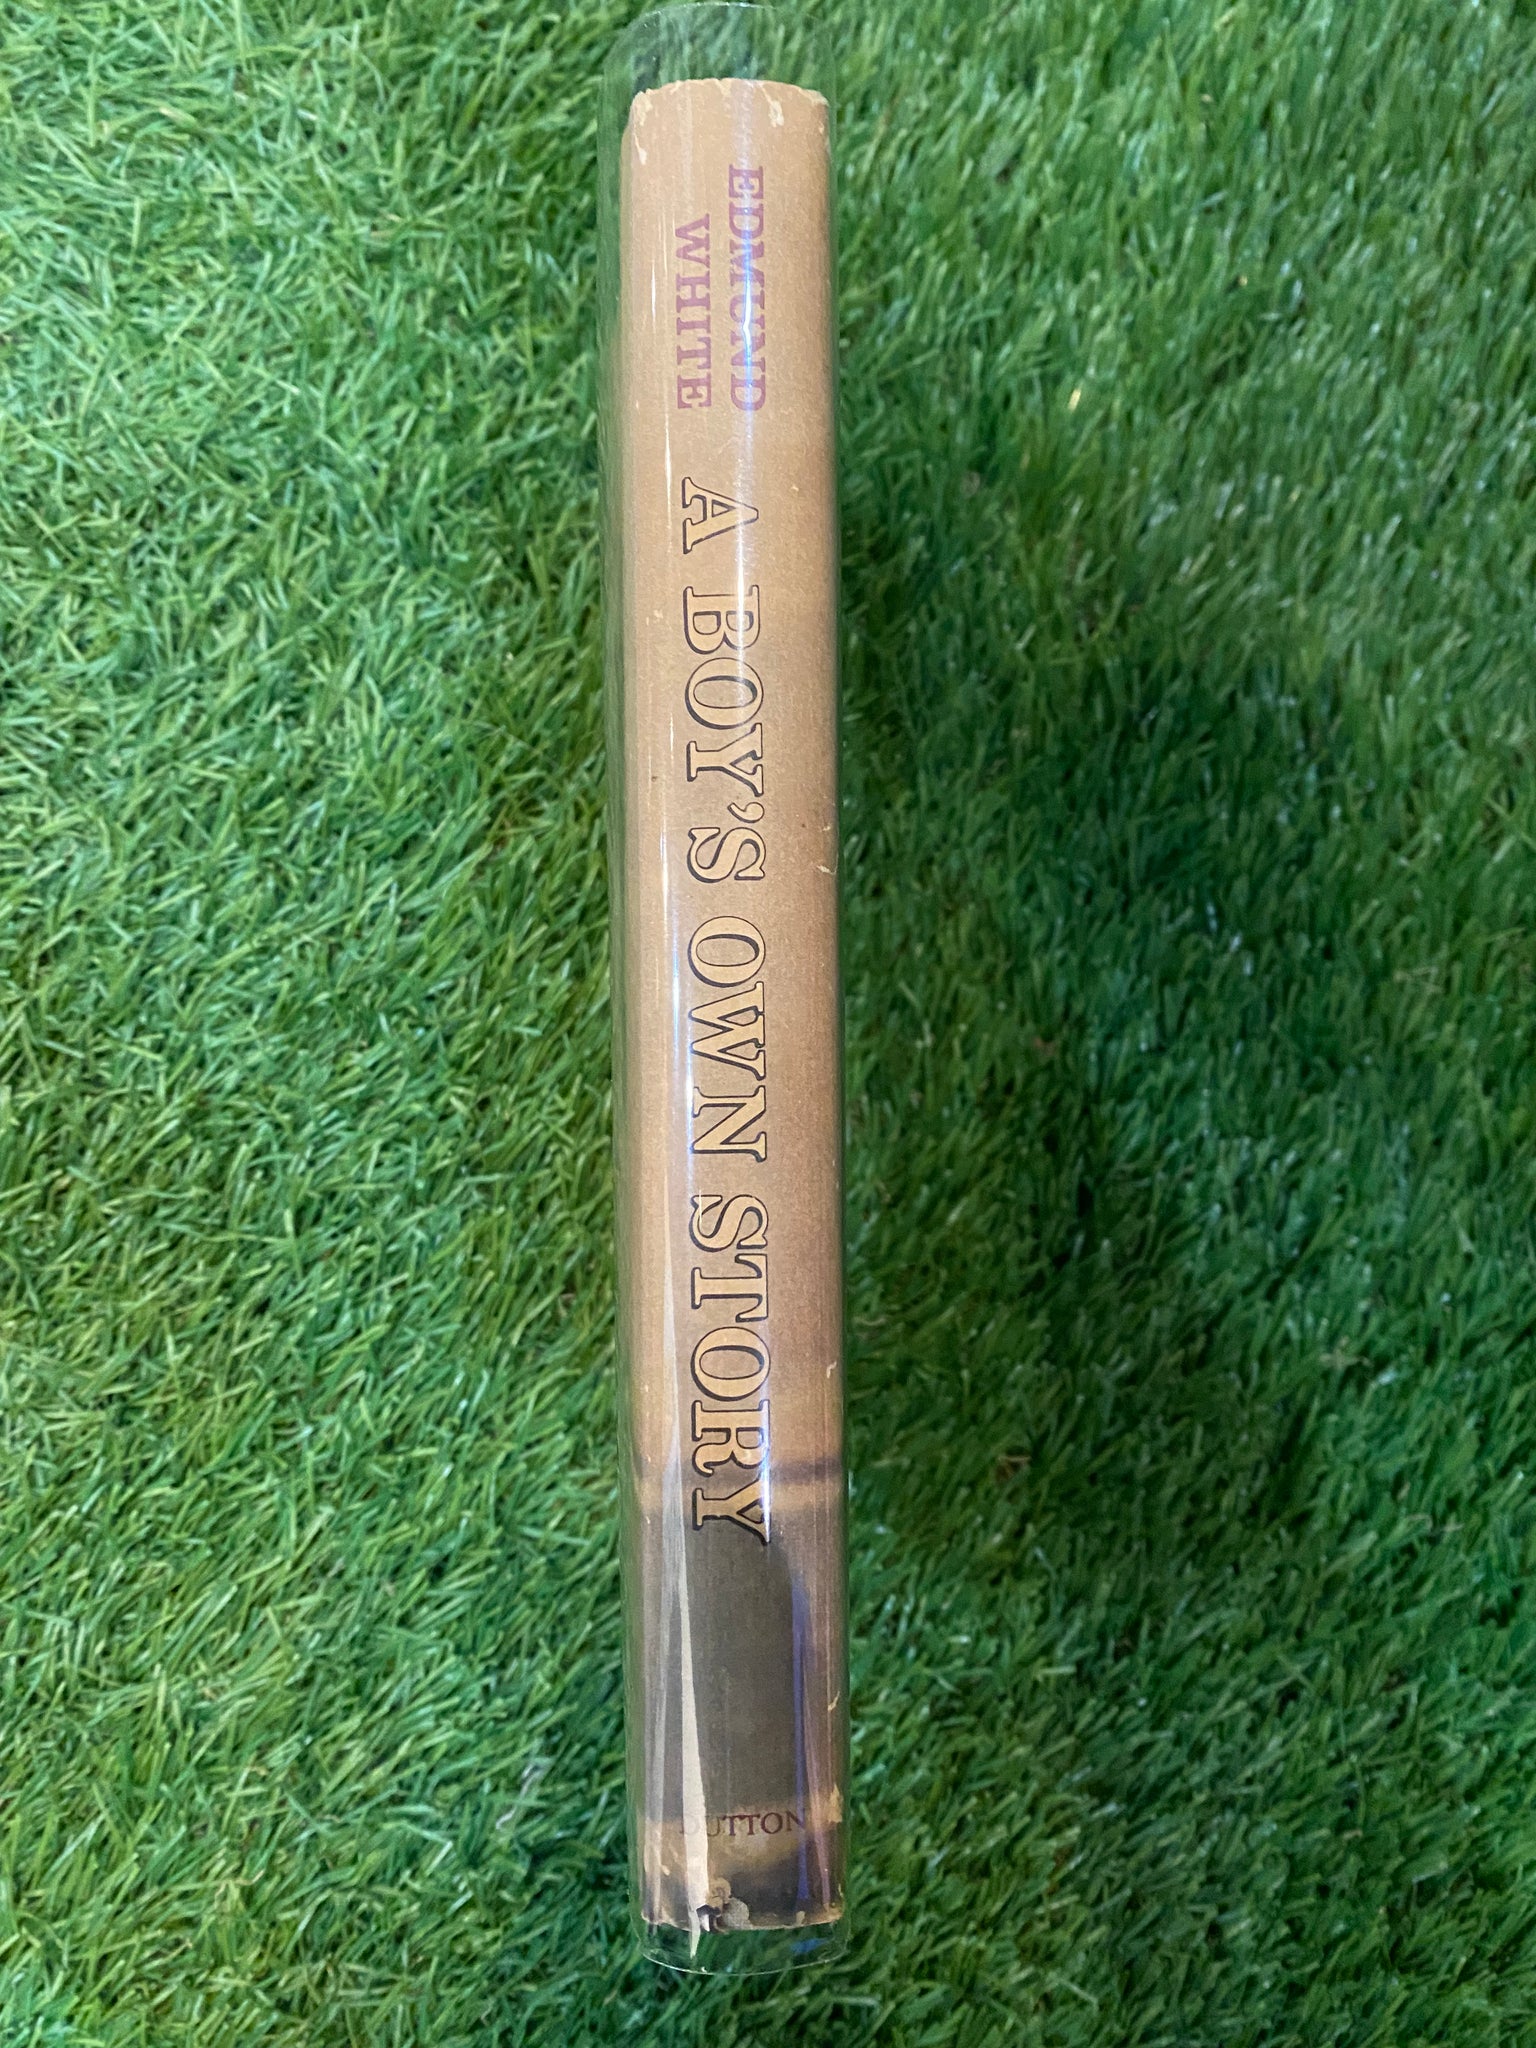 EDMUND
WHITE
A BOY'S OWN STORY
DUTTON